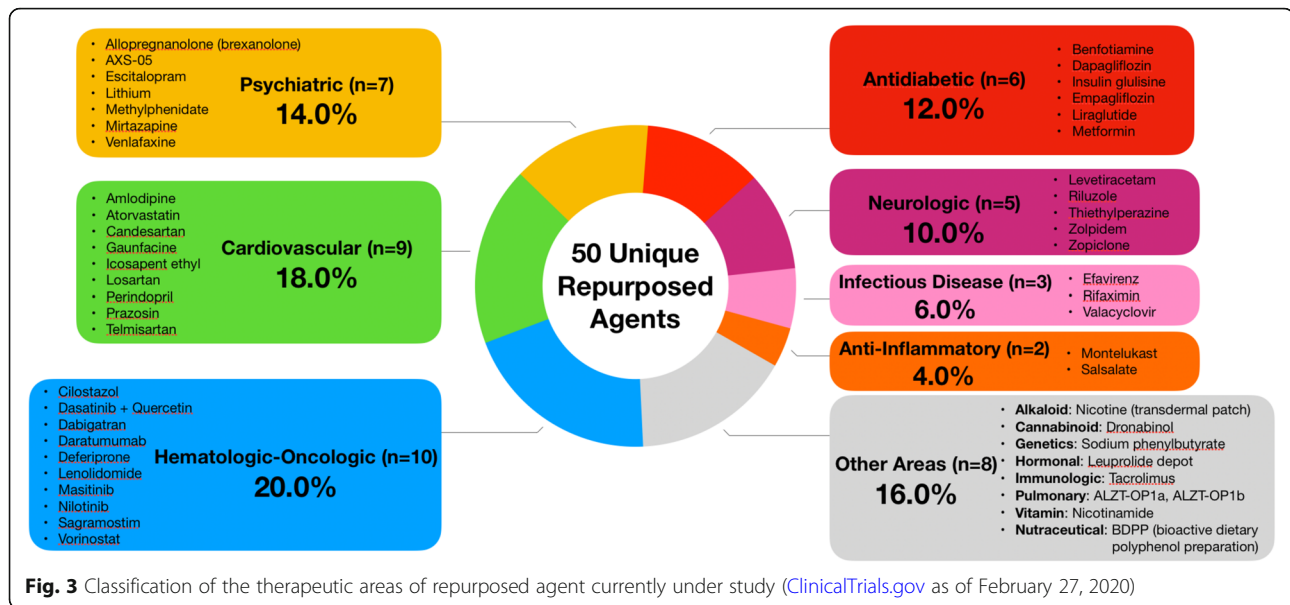 • Allopregnanolone (brexanolone)
• AXS-05
• Escitalopram
• Lithium
• Methylphenidate
• Mirtazapine
• Venlafaxine
Psychiatric (n=7)
14.0%
• Amlodipine
• Atorvastatin
• Candesartan
• Gaunfacine
• Icosapent ethyl
• Losartan
• Perindopril
• Prazosin
• Telmisartan
Cardiovascular (n=9)
18.0%
• Cilostazol
• Dasatinib + Quercetin
• Dabigatran
• Daratumumab
• Deferiprone
• Lenolidomide
• Masitinib
• Nilotinib
• Sagramostim
• Vorinostat
Hematologic-Oncologic (n=10)
20.0%
50 Unique
Repurposed
Agents
Antidiabetic (n=6)
12.0%
• Benfotiamine
• Dapagliflozin
• Insulin glulisine
• Empagliflozin
• Liraglutide
• Metformin
Neurologic (n=5)
10.0%
• Levetiracetam
• Riluzole
• Thiethylperazine
• Zolpidem
• Zopiclone
Infectious Disease (n=3)
6.0%
• Efavirenz
• Rifaximin
• Valacyclovir
Anti-Inflammatory (n=2)
4.0%
• Montelukast
• Salsalate
Other Areas (n=8)
16.0%
• Alkaloid: Nicotine (transdermal patch)
• Cannabinoid: Dronabinol
• Genetics: Sodium phenylbutyrate
• Hormonal: Leuprolide depot
• Immunologic: Tacrolimus
• Pulmonary: ALZT-OP1a, ALZT-OP1b
• Vitamin: Nicotinamide
• Nutraceutical: BDPP (bioactive dietary
polyphenol preparation)
Fig. 3 Classification of the therapeutic areas of repurposed agent currently under study (ClinicalTrials.gov as of February 27, 2020)